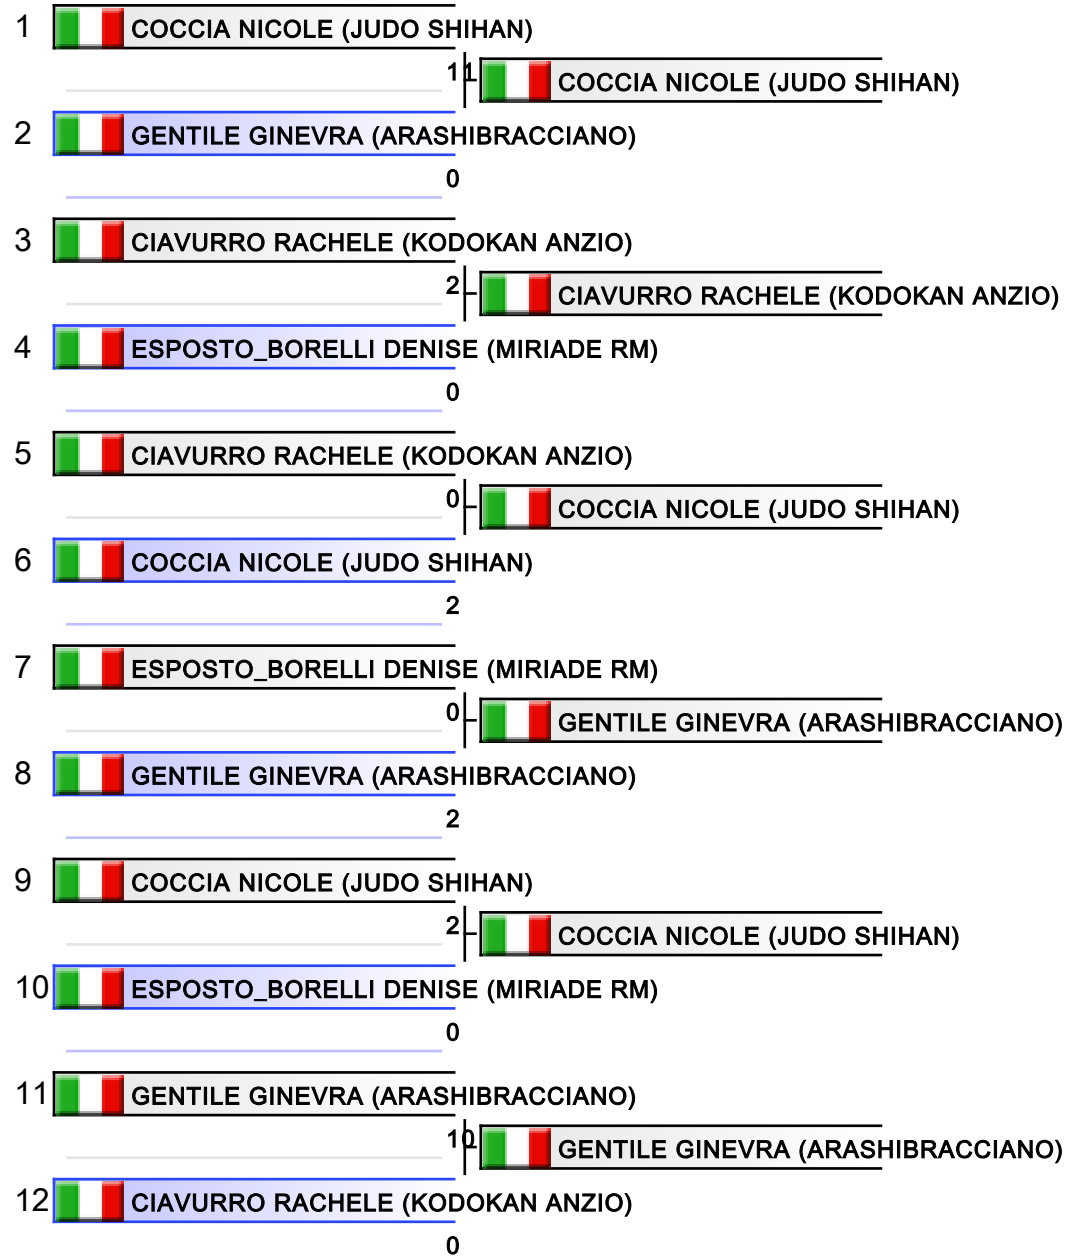 1 COCCIA NICOLE (JUDO SHIHAN)
11 COCCIA NICOLE (JUDO SHIHAN)
2 GENTILE GINEVRA (ARASHIBRACCIANO)
0
3 CIAVURRO RACHELE (KODOKAN ANZIO)
2 CIAVURRO RACHELE (KODOKAN ANZIO)
4 ESPOSTO_BORELLI DENISE (MIRIADE RM)
0
5 CIAVURRO RACHELE (KODOKAN ANZIO)
0 COCCIA NICOLE (JUDO SHIHAN)
6 COCCIA NICOLE (JUDO SHIHAN)
2
7 ESPOSTO_BORELLI DENISE (MIRIADE RM)
0 GENTILE GINEVRA (ARASHIBRACCIANO)
8 GENTILE GINEVRA (ARASHIBRACCIANO)
2
9 COCCIA NICOLE (JUDO SHIHAN)
2 COCCIA NICOLE (JUDO SHIHAN)
10 ESPOSTO_BORELLI DENISE (MIRIADE RM)
0
11 GENTILE GINEVRA (ARASHIBRACCIANO)
10 GENTILE GINEVRA (ARASHIBRACCIANO)
12 CIAVURRO RACHELE (KODOKAN ANZIO)
0